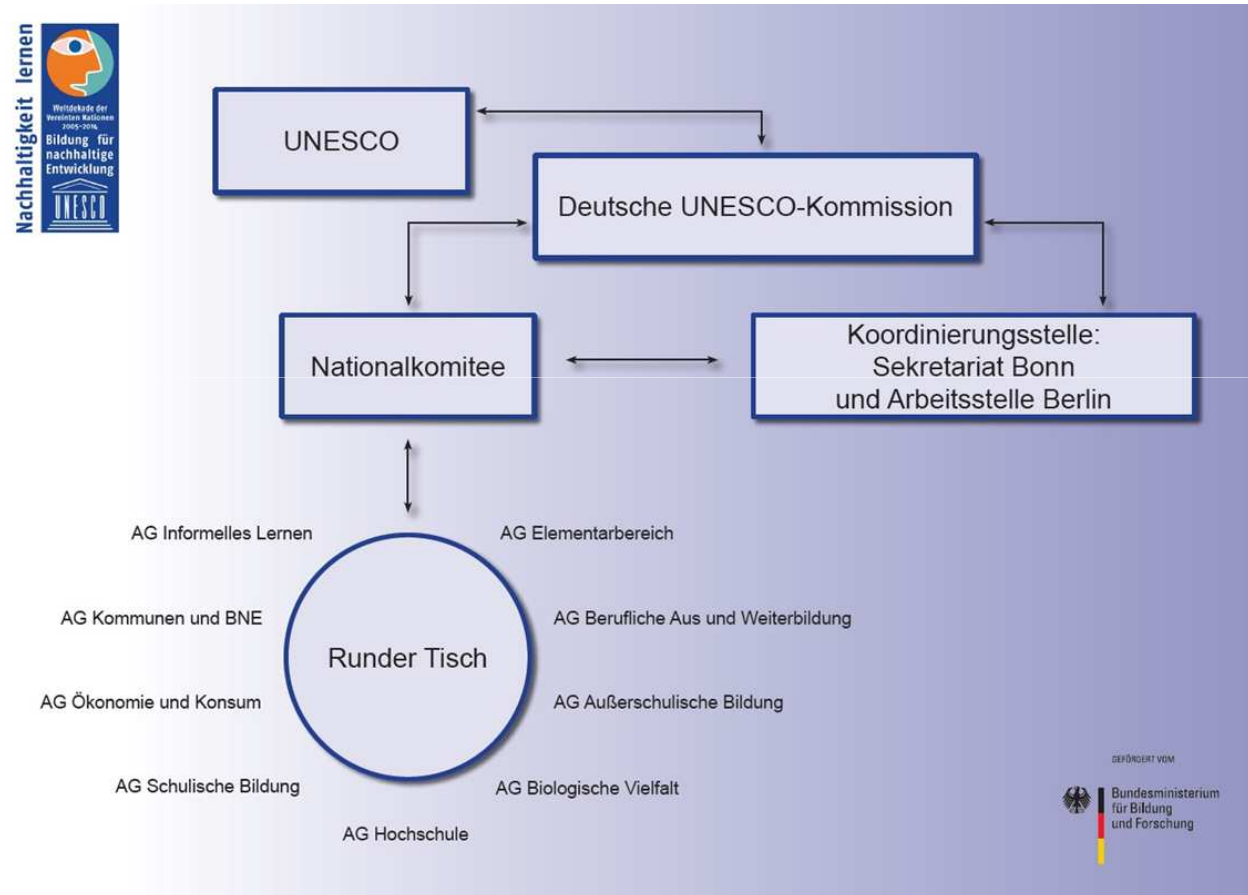 Nachhaltigkeit lernen
Weltdekade der
Vereinten Nationen
2005-2014
Bildung für
nachhaltige
Entwicklung
UNESCO
UNESCO
Deutsche UNESCO-Kommission
Nationalkomitee
Koordinierungsstelle:
Sekretariat Bonn
und Arbeitsstelle Berlin
AG Informelles Lernen
AG Elementarbereich
AG Kommunen und BNE
AG Berufliche Aus und Weiterbildung
Runder Tisch
AG Ökonomie und Konsum
AG Außerschulische Bildung
AG Schulische Bildung
AG Biologische Vielfalt
AG Hochschule
GEFÖRDERT VOM
Bundesministerium
für Bildung
und Forschung